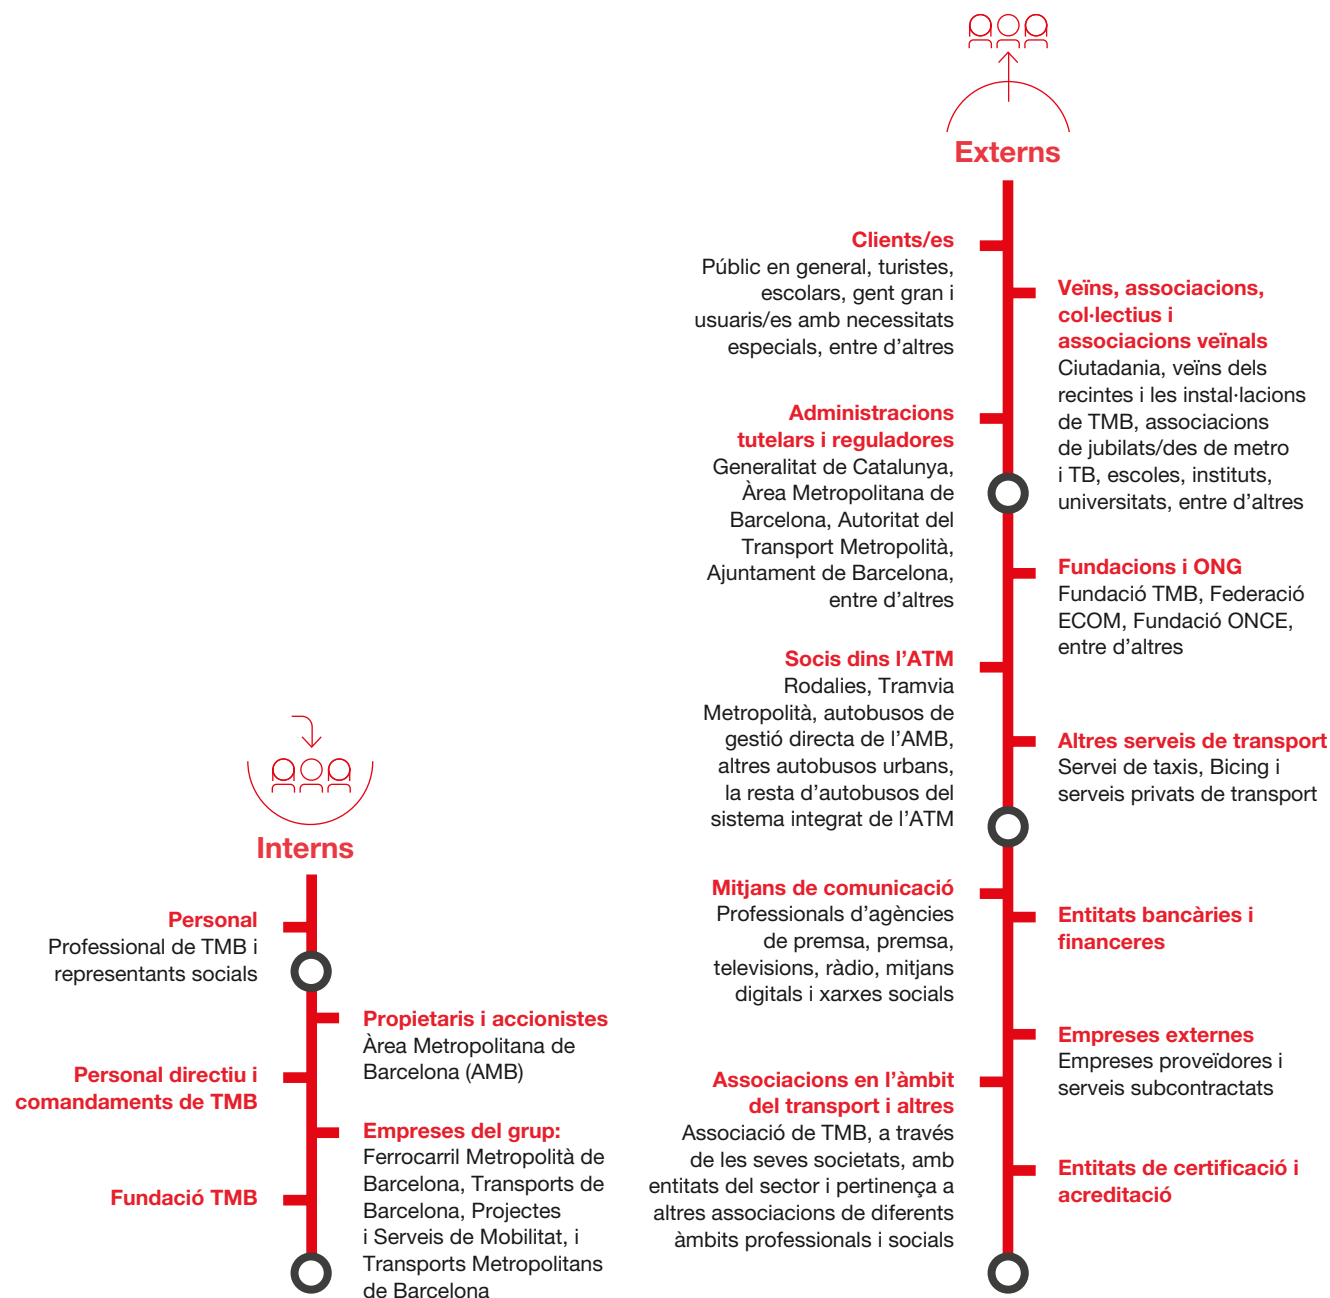 Externs
Clients/es
Públic en general, turistes,
escolars, gent gran i
usuaris/es amb necessitats
especials, entre d’altres
Administracions
tutelars i reguladores
Generalitat de Catalunya,
Àrea Metropolitana de
Barcelona, Autoritat del
Transport Metropolità,
Ajuntament de Barcelona,
entre d’altres
Socis dins l’ATM
Rodalies, Tramvia
Metropolità, autobusos de
gestió directa de l’AMB,
altres autobusos urbans,
la resta d’autobusos del
sistema integrat de l’ATM
Mitjans de comunicació
Professionals d’agències
de premsa, premsa,
televisions, ràdio, mitjans
digitals i xarxes socials
Associacions en l’àmbit
del transport i altres
Associació de TMB, a través
de les seves societats, amb
entitats del sector i pertinença a
altres associacions de diferents
àmbits professionals i socials
Veïns, associacions,
col·lectius i
associacions veïnals
Ciutadania, veïns dels
recintes i les instal·lacions
de TMB, associacions
de jubilats/des de metro
i TB, escoles, instituts,
universitats, entre d’altres
Fundacions i ONG
Fundació TMB, Federació
ECOM, Fundació ONCE,
entre d’altres
Altres serveis de transport
Servei de taxis, Bicing i
serveis privats de transport
Entitats bancàries i
financeres
Empreses externes
Empreses proveïdores i
serveis subcontractats
Entitats de certificació i
acreditació
Interns
Personal
Professional de TMB i
representants socials
Personal directiu i
comandaments de TMB
Fundació TMB
Propietaris i accionistes
Àrea Metropolitana de
Barcelona (AMB)
Empreses del grup:
Ferrocarril Metropolità de
Barcelona, Transports de
Barcelona, Projectes
i Serveis de Mobilitat, i
Transports Metropolitans
de Barcelona